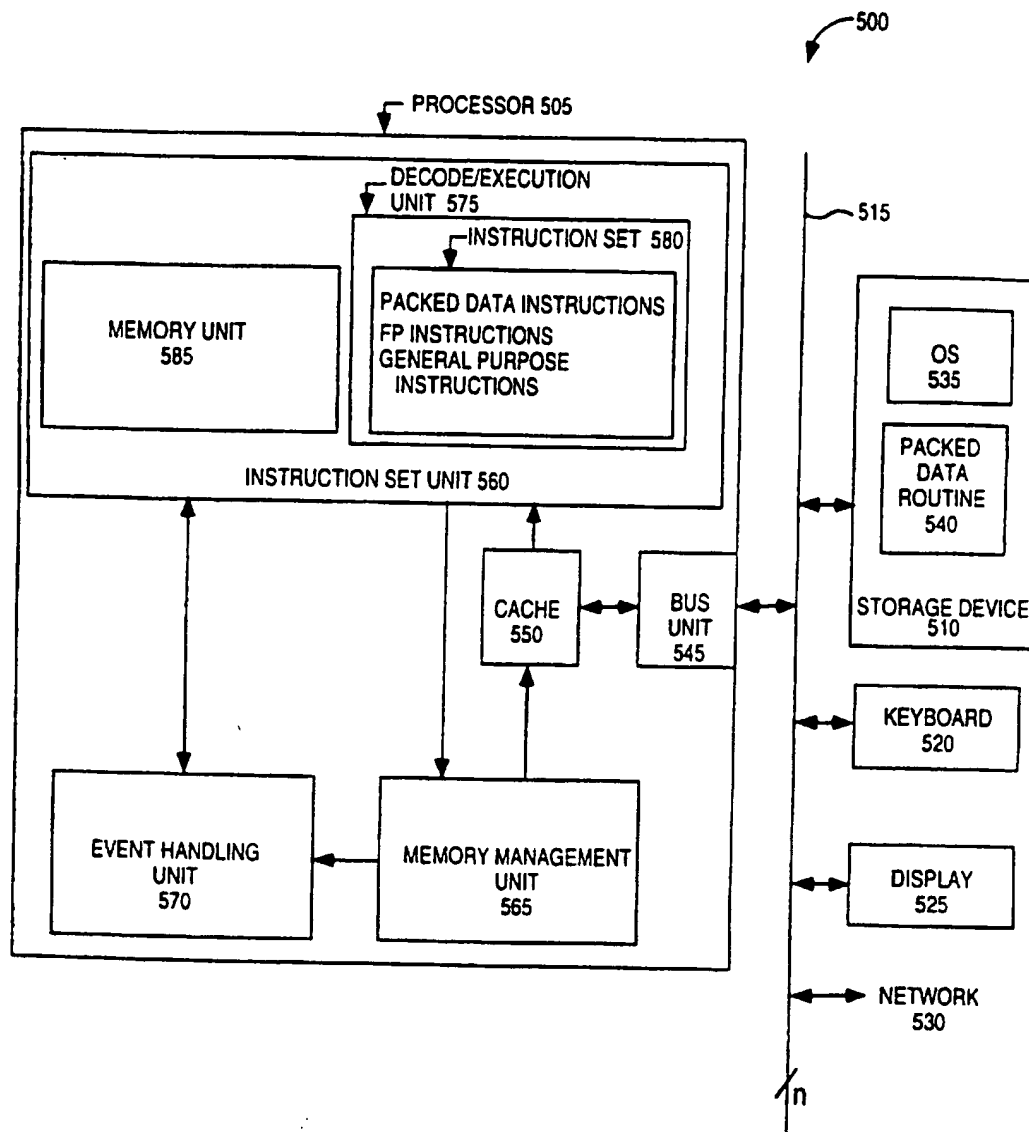 500
PROCESSOR 505
DECODE/EXECUTION
UNIT 575
INSTRUCTION SET 580
PACKED DATA INSTRUCTIONS
FP INSTRUCTIONS
GENERAL PURPOSE
INSTRUCTIONS
MEMORY UNIT
585
INSTRUCTION SET UNIT 560
CACHE
550
BUS
UNIT
545
EVENT HANDLING
UNIT
570
MEMORY MANAGEMENT
UNIT
565
515
OS
535
PACKED
DATA
ROUTINE
540
STORAGE DEVICE
510
KEYBOARD
520
DISPLAY
525
NETWORK
530
n